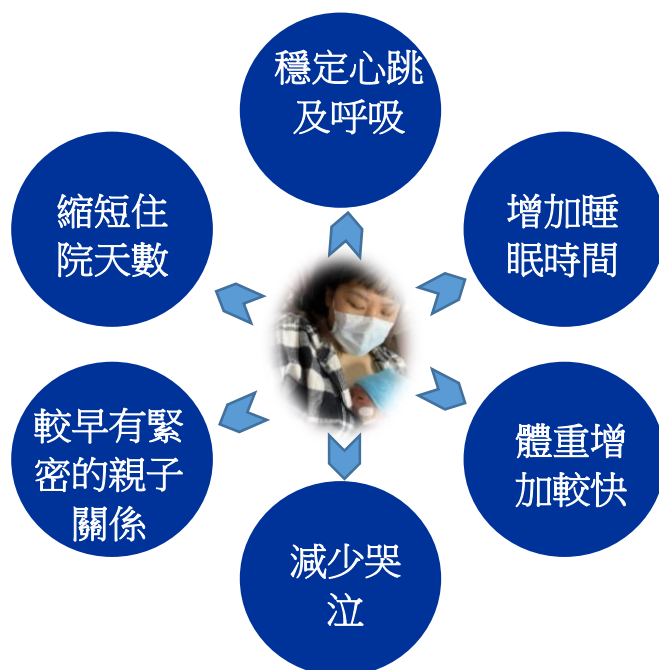 穩定心跳
及呼吸
增加睡
眠時間
體重增
加較快
減少哭
泣
較早有緊
密的親子
關係
縮短住
院天數